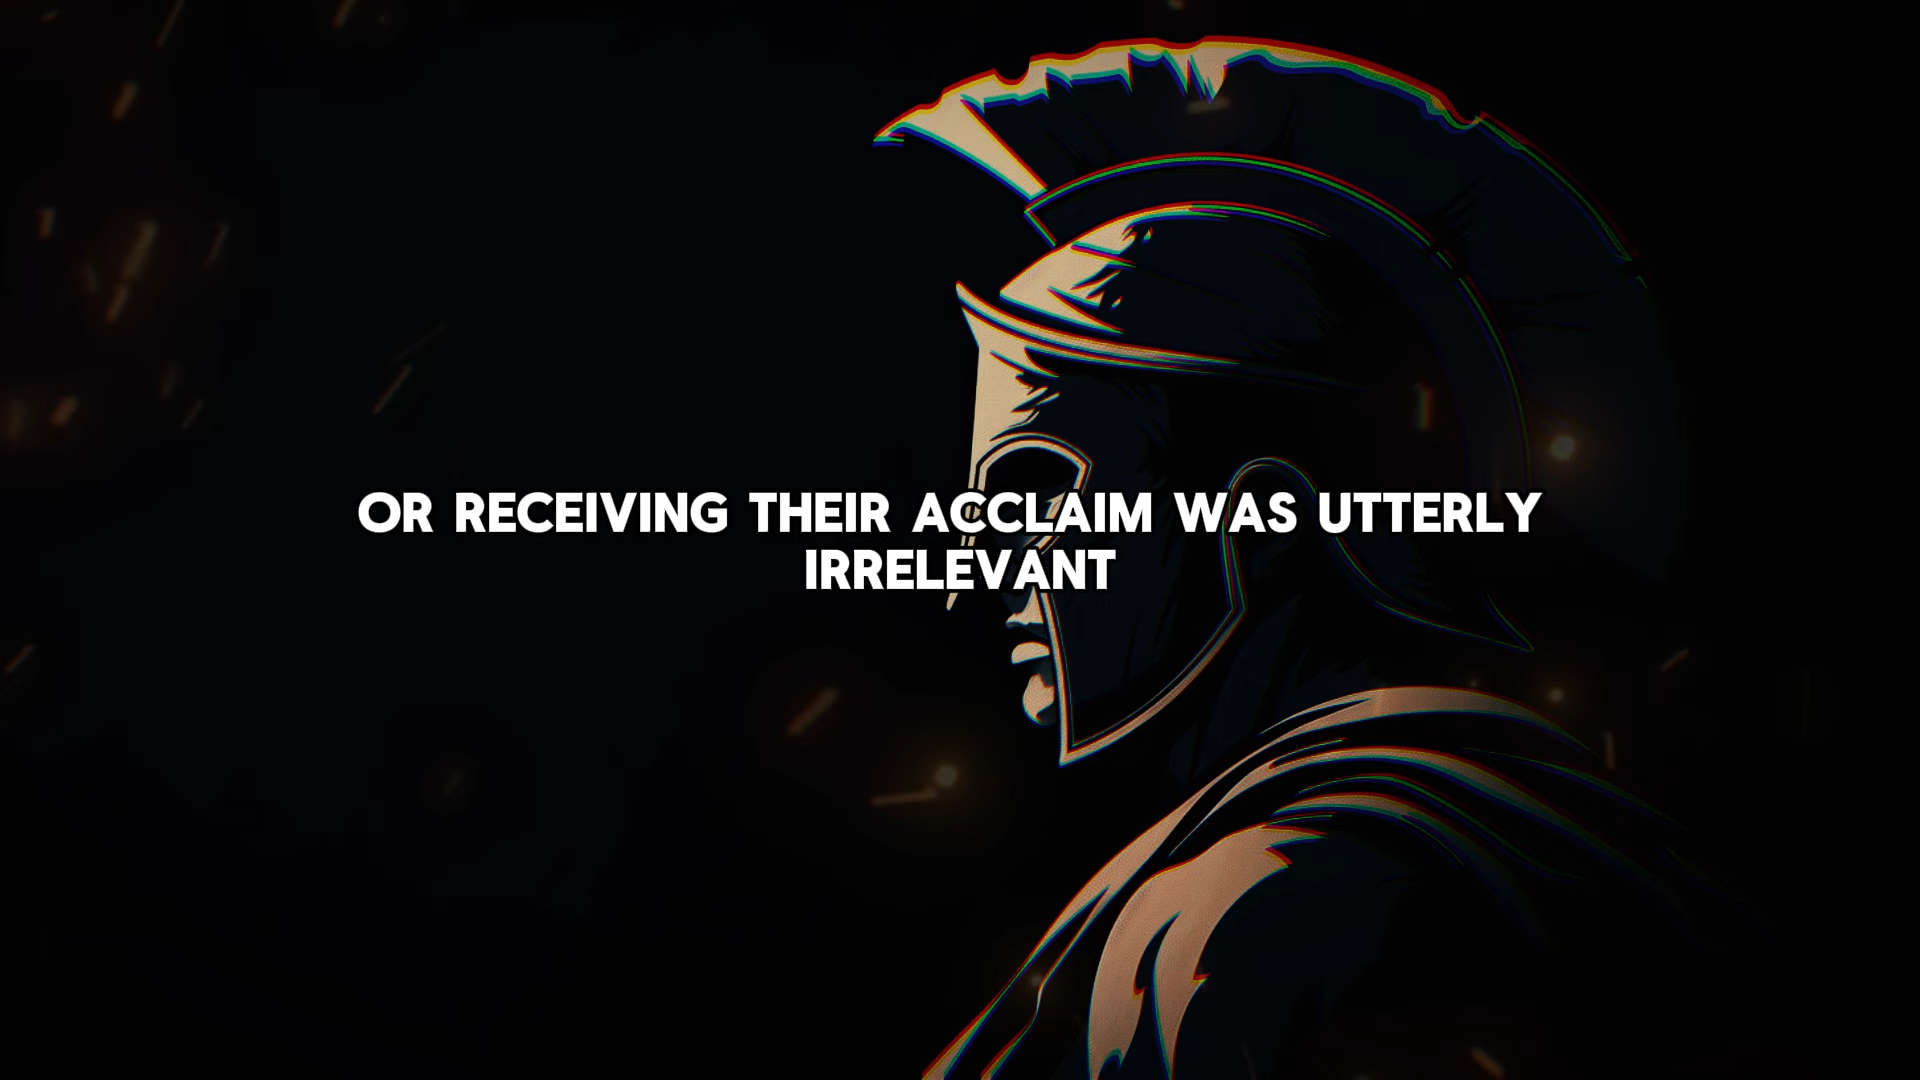 OR RECEIVING THEIR ACCLAIM WAS UTTERLY
IRRELEVANT